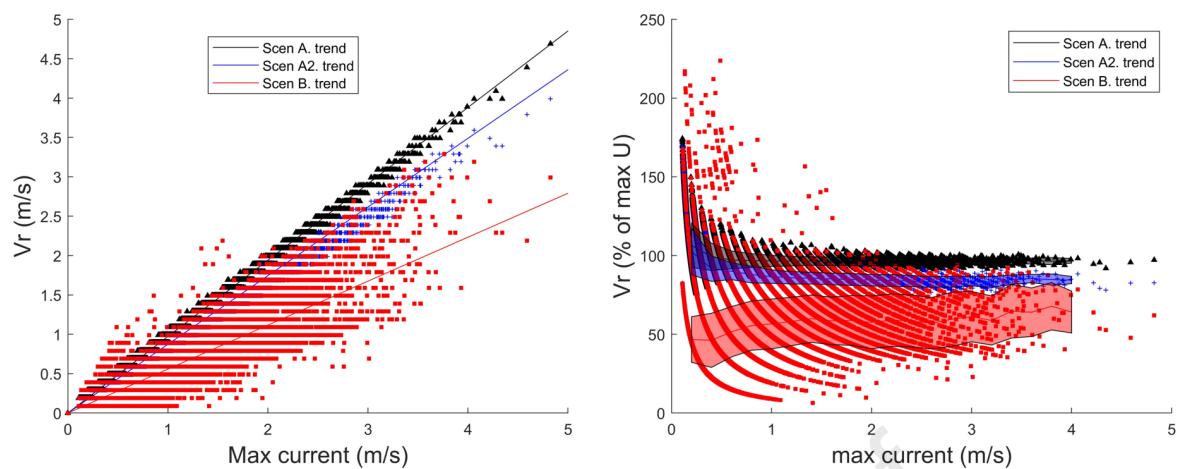 5
4.5
4
3.5
3
2.5
2
1.5
1
0.5
0
0 1 2 3 4 5
Vr (m/s)
Max current (m/s)
Scen A. trend
Scen A2. trend
Scen B. trend
250
200
150
100
50
0
0 1 2 3 4 5
Vr (% of max U)
max current (m/s)
Scen A. trend
Scen A2. trend
Scen B. trend